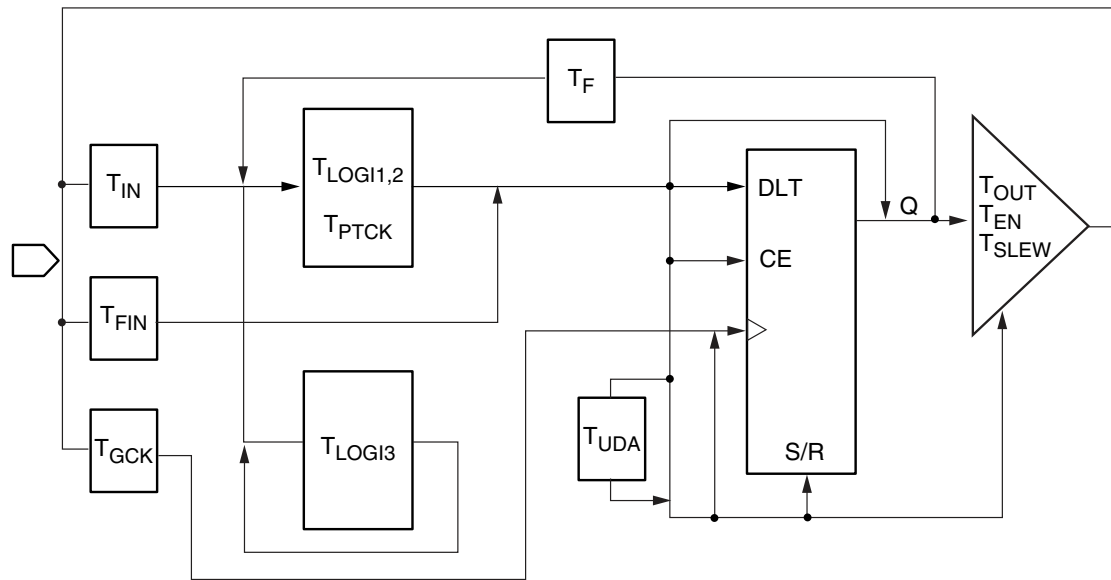 T_F
T_IN
T_LOGI1,2
T_PTCK
DLT
Q
T_OUT
T_EN
T_SLEW
CE
T_FIN
T_GCK
T_LOGI3
T_UDA
S/R